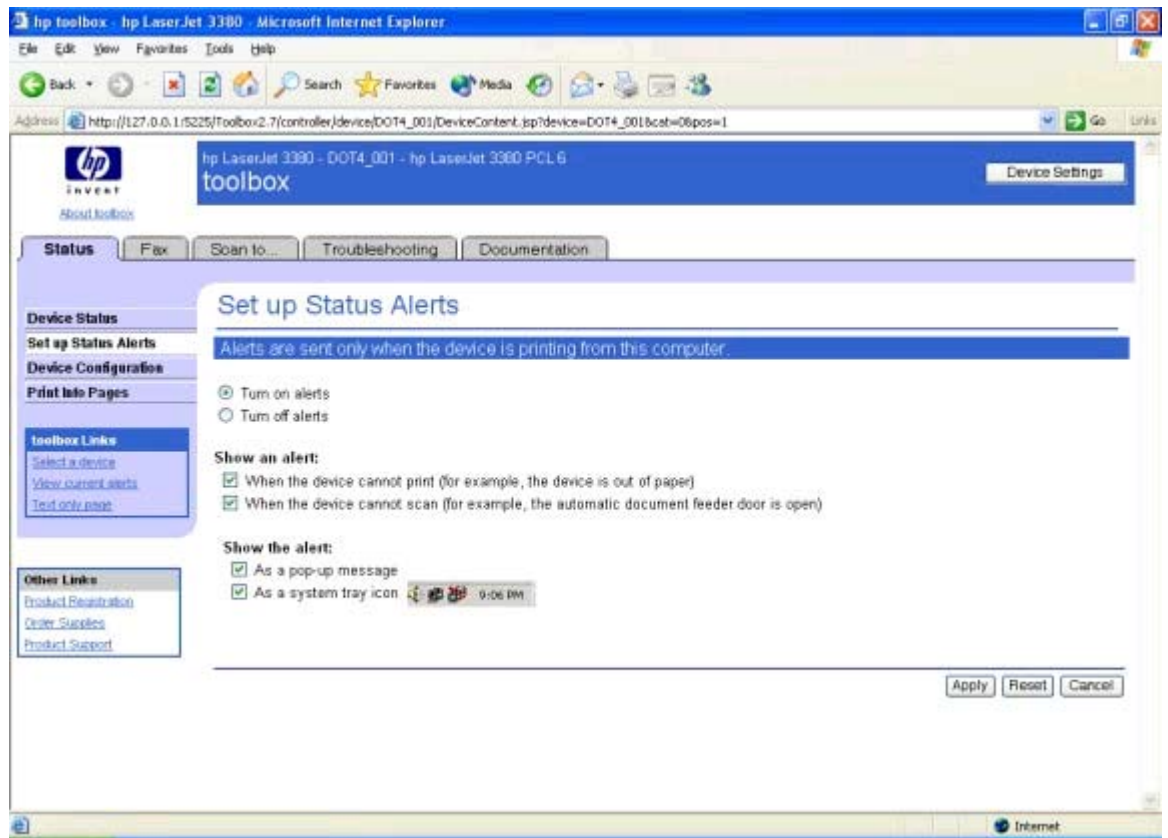 hp toolbox - hp LaserJet 3380 - Microsoft Internet Explorer
File Edit View Favorites Tools Help
Back Search Favorites Media
Address http://127.0.0.1:5225/Toolbox2.7/controller/device/DOT4_001/DeviceContent.jsp?device=DOT4_001&cat=0&pos=1 Go Links
hp
invent
About toolbox
hp LaserJet 3380 - DOT4_001 - hp LaserJet 3380 PCL 6
toolbox
Device Settings
Status Fax Scan to... Troubleshooting Documentation
Device Status
Set up Status Alerts
Device Configuration
Print Info Pages
toolbox Links
Select a device
View current alerts
Text only page
Other Links
Product Registration
Order Supplies
Product Support
Set up Status Alerts
Alerts are sent only when the device is printing from this computer.
Turn on alerts
Turn off alerts
Show an alert:
When the device cannot print (for example, the device is out of paper)
When the device cannot scan (for example, the automatic document feeder door is open)
Show the alert:
As a pop-up message
As a system tray icon 9:06 PM
Apply Reset Cancel
Internet